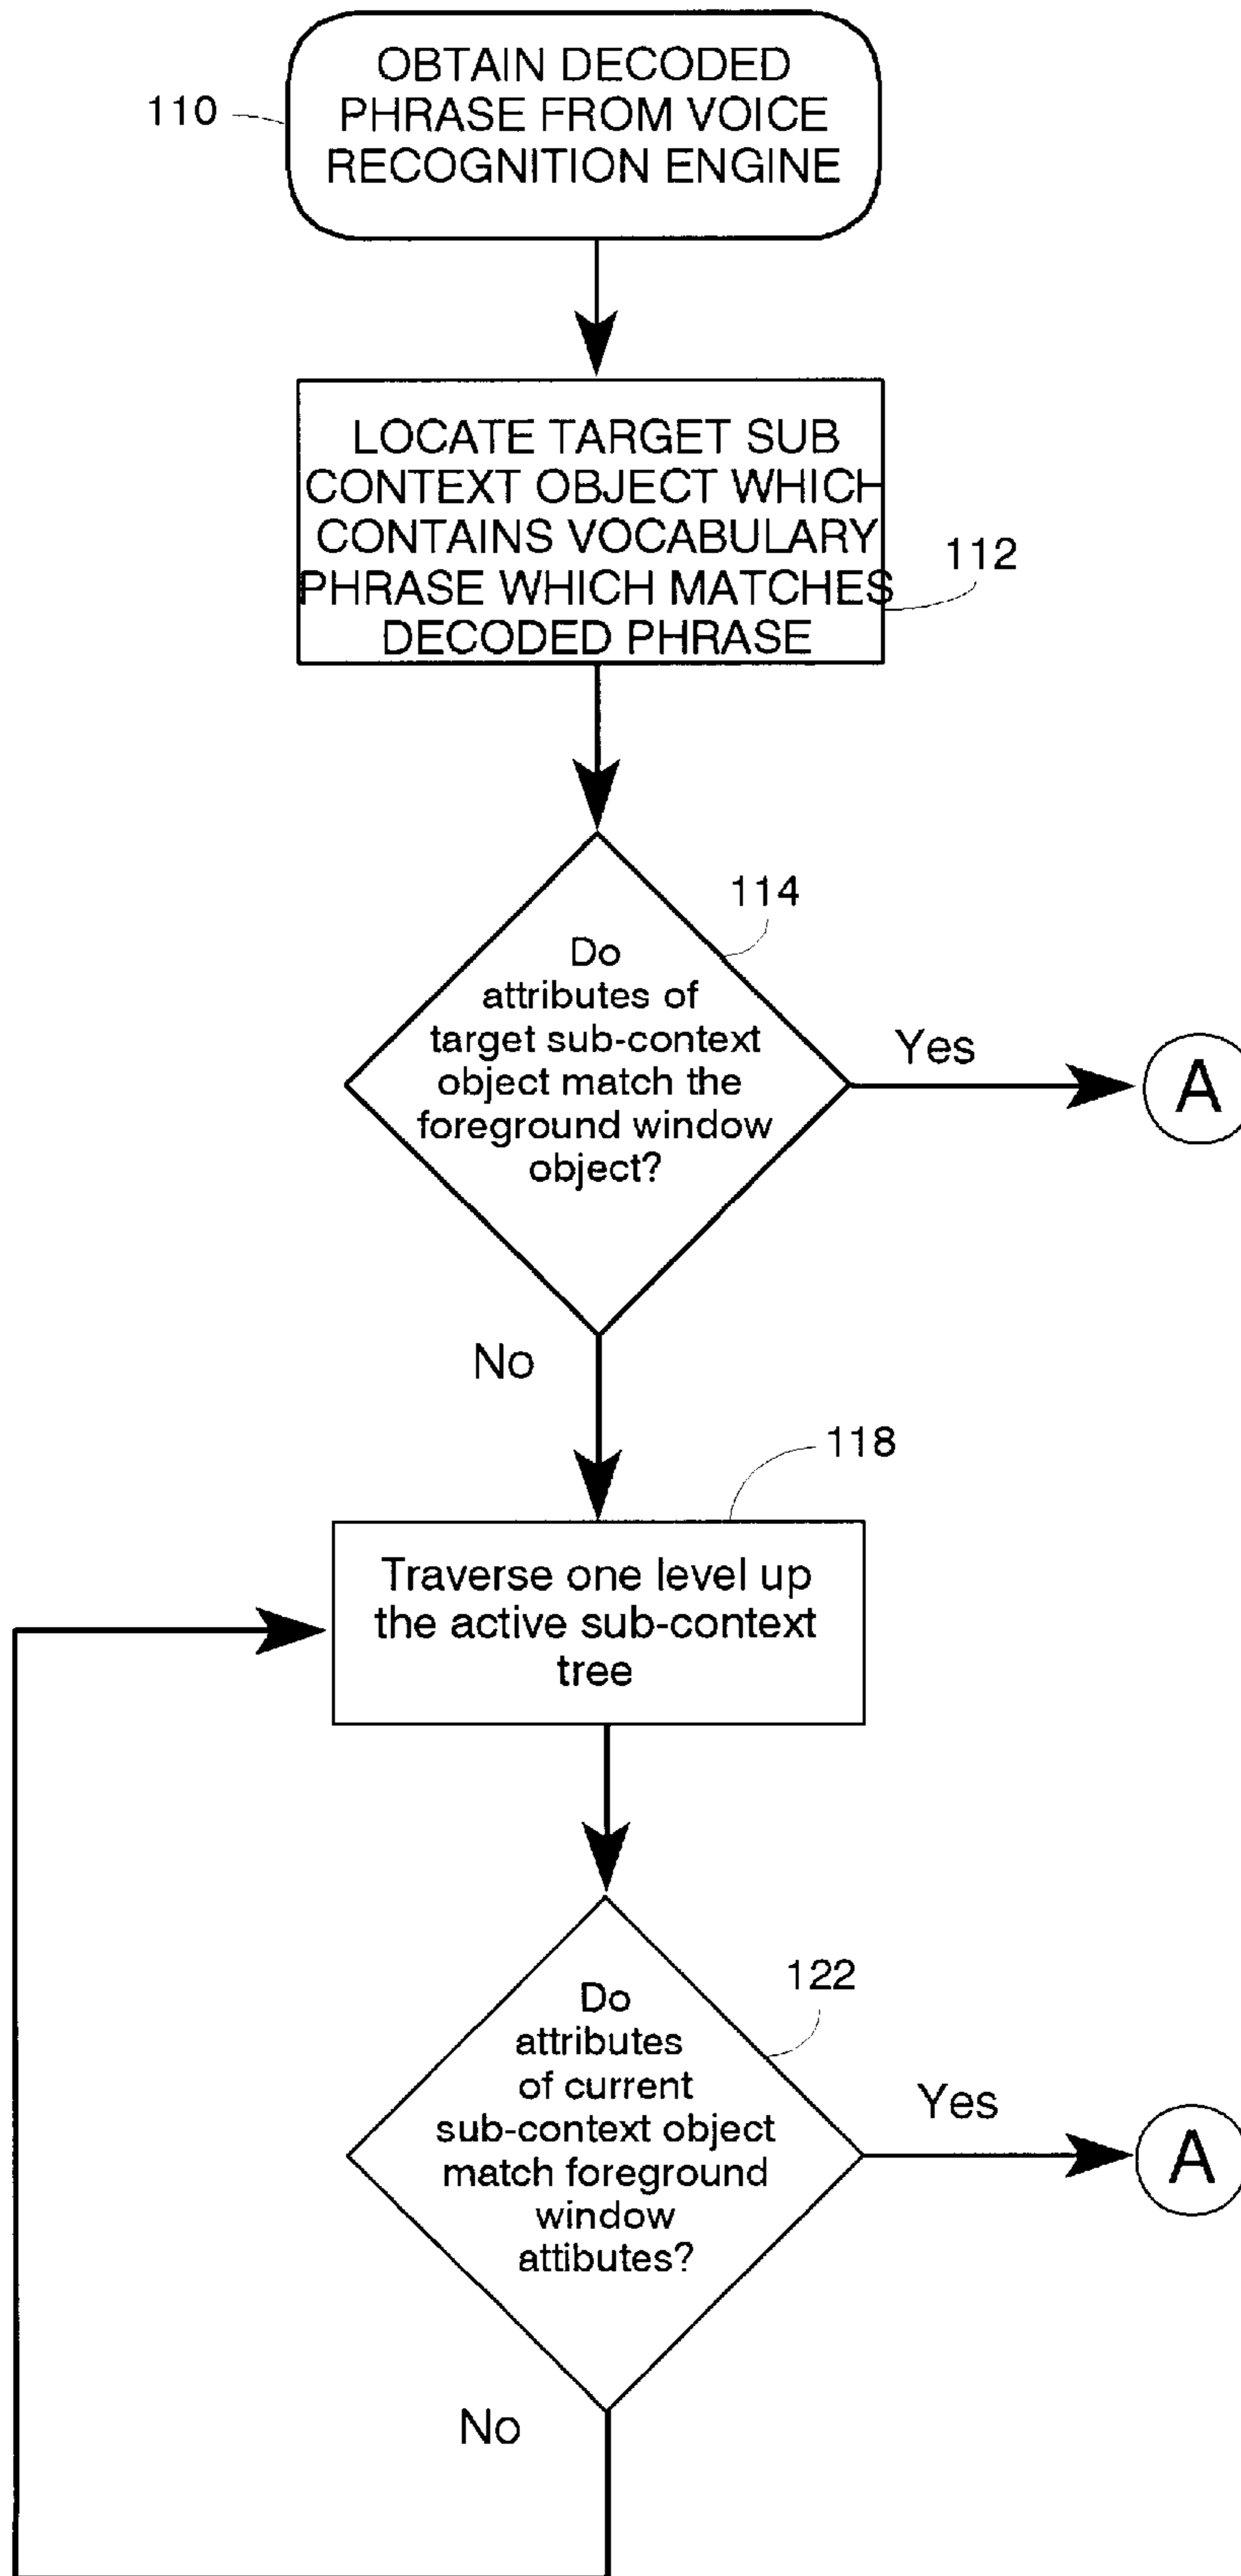 OBTAIN DECODED
PHRASE FROM VOICE
RECOGNITION ENGINE
110
LOCATE TARGET SUB
CONTEXT OBJECT WHICH
CONTAINS VOCABULARY
PHRASE WHICH MATCHES
DECODED PHRASE
112
114
Do
attributes of
target sub-context
object match the
foreground window
object?
Yes
A
No
118
Traverse one level up
the active sub-context
tree
122
Do
attributes
of current
sub-context object
match foreground
window
attibutes?
Yes
A
No